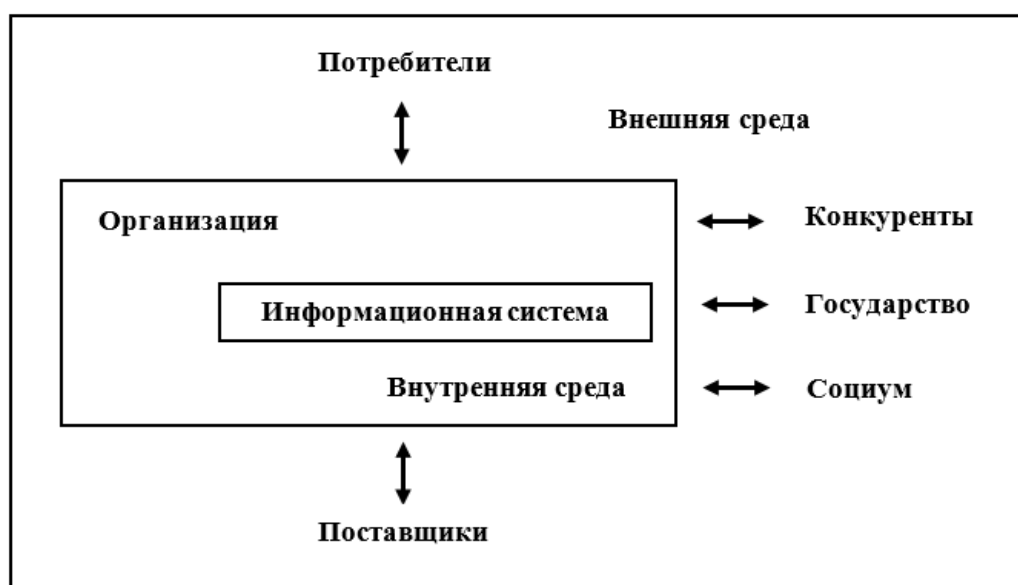 Потребители
Внешняя среда
Организация
Конкуренты
Информационная система
Государство
Внутренняя среда
Социум
Поставщики